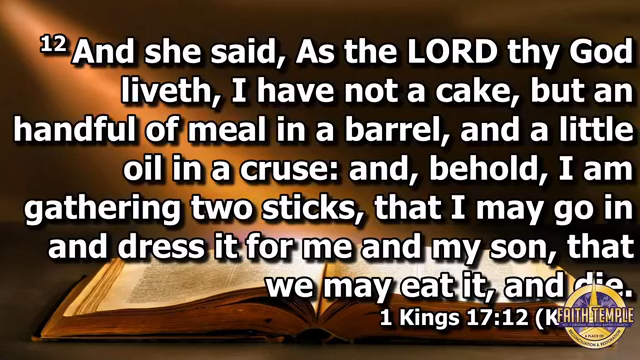 12 And she said, As the LORD thy God
liveth, I have not a cake, but an
handful of meal in a barrel, and a little
oil in a cruse: and, behold, I am
gathering two sticks, that I may go in
and dress it for me and my son, that
we may eat it, and die.
1 Kings 17:12 (K
FAITH TEMPLE
A PLACE OF